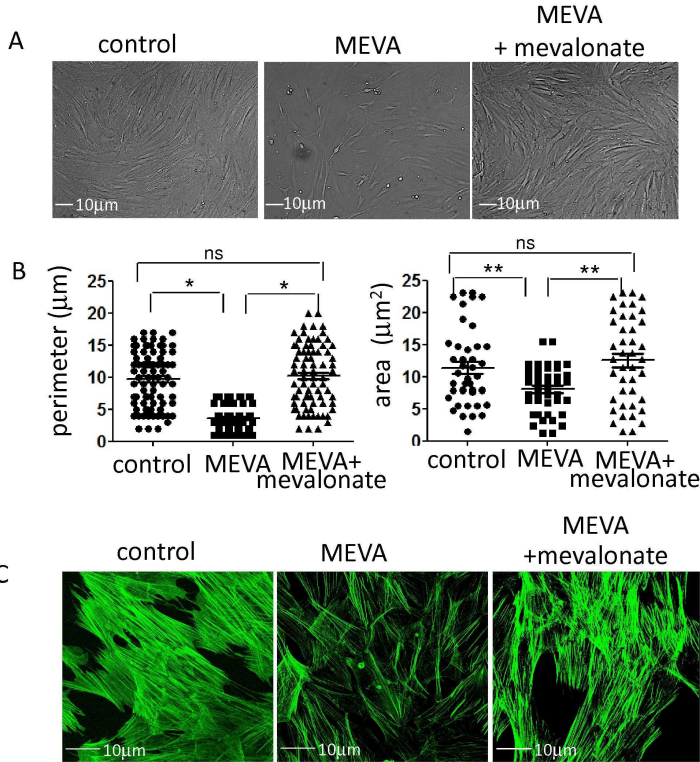 A
control
MEVA
MEVA
+ mevalonate
10μm
10μm
10μm
B
ns
*
*
perimeter (μm)
25
20
15
10
5
0
control
MEVA
MEVA+
mevalonate
ns
**
**
area (μm²)
25
20
15
10
5
0
control
MEVA
MEVA+
mevalonate
C
control
MEVA
MEVA
+mevalonate
10μm
10μm
10μm